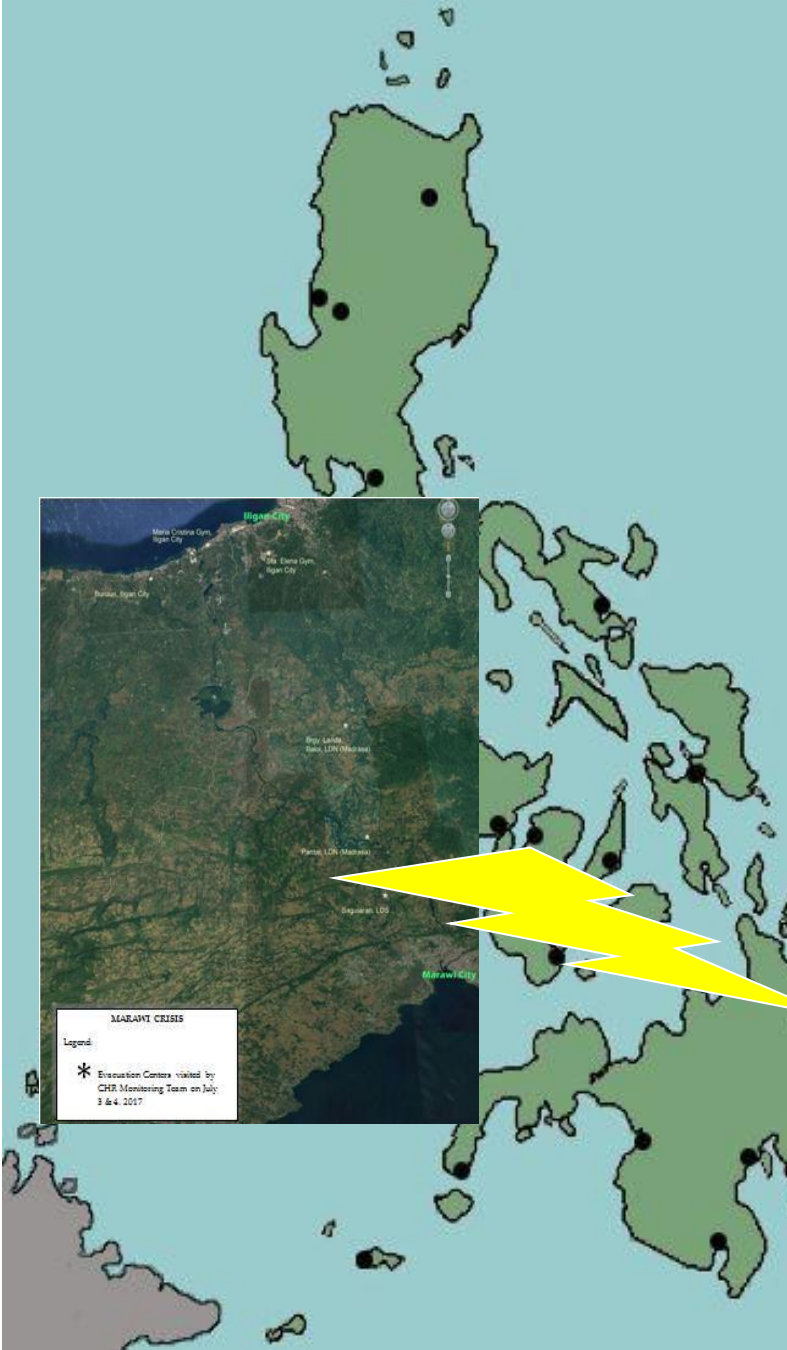 Iligan City
Maria Cristina Gym,
Iligan City
Sta. Elena Gym,
Iligan City
Buruun, Iligan City
Brgy. Landa
Baloi, LDN (Madrasa)
Pantar, LDN (Madrasa)
Saguiaran, LDS
Marawi City
MARAWI CRISIS
Legend:
* Evacuation Centers visited by
CHR Monitoring Team on July
3 & 4, 2017